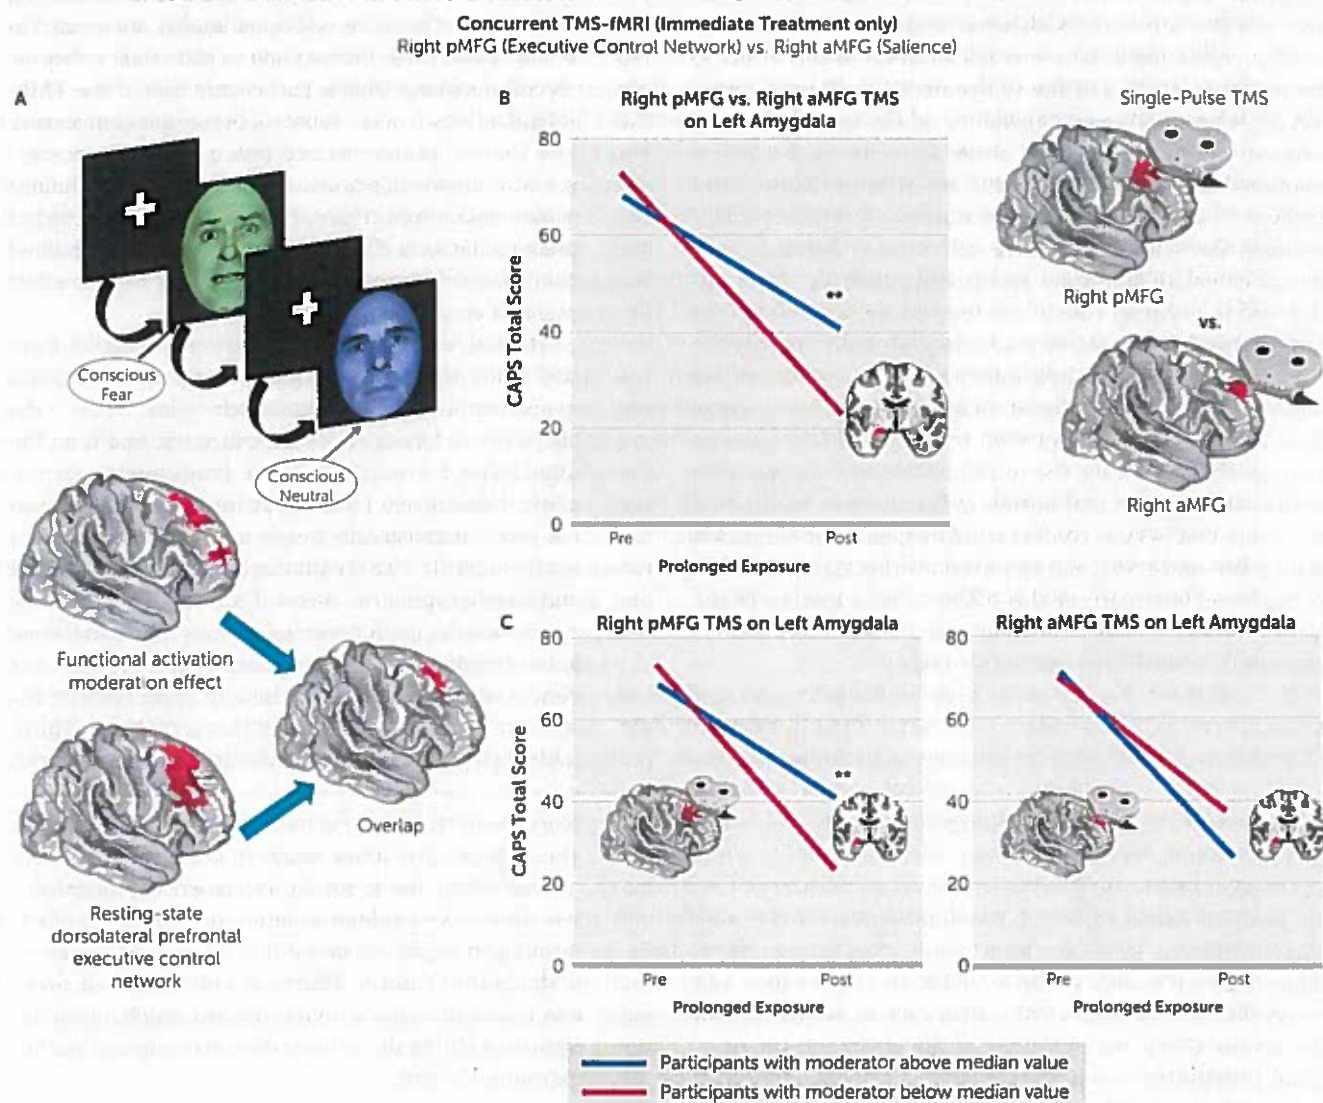 Concurrent TMS-fMRI (Immediate Treatment only)
Right pMFG (Executive Control Network) vs Right aMFG (Salience)
A
Conscious
Fear
Conscious
Neutral
Functional activation
moderation effect
Overlap
Resting-state
dorsolateral prefrontal
executive control
network
B
Right pMFG vs. Right aMFG TMS
on Left Amygdala
CAPS Total Score
80
60
40
20
0
**
Pre
Post
Prolonged Exposure
Single-Pulse TMS
Right pMFG
vs.
Right aMFG
C
Right pMFG TMS on Left Amygdala
CAPS Total Score
80
60
40
20
0
**
Pre
Post
Prolonged Exposure
Right aMFG TMS on Left Amygdala
80
60
40
20
0
Pre
Post
Prolonged Exposure
Participants with moderator above median value
Participants with moderator below median value